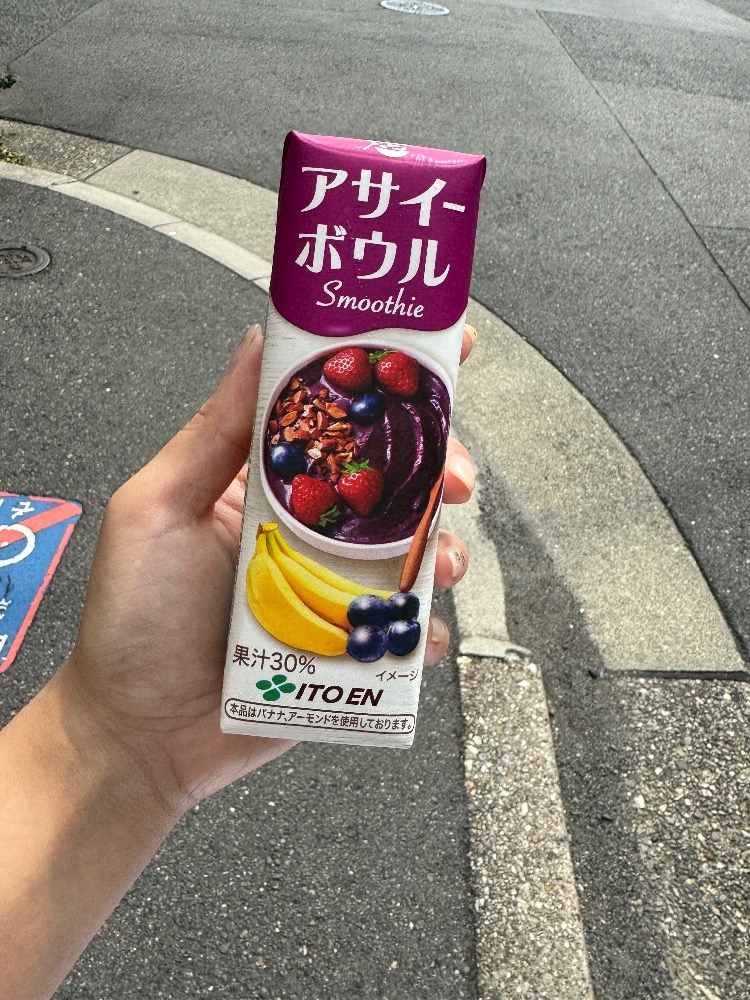 アサイー
ボウル
Smoothie
果汁30%
イメージ
ITO EN
本品はバナナ、アーモンドを使用しております。